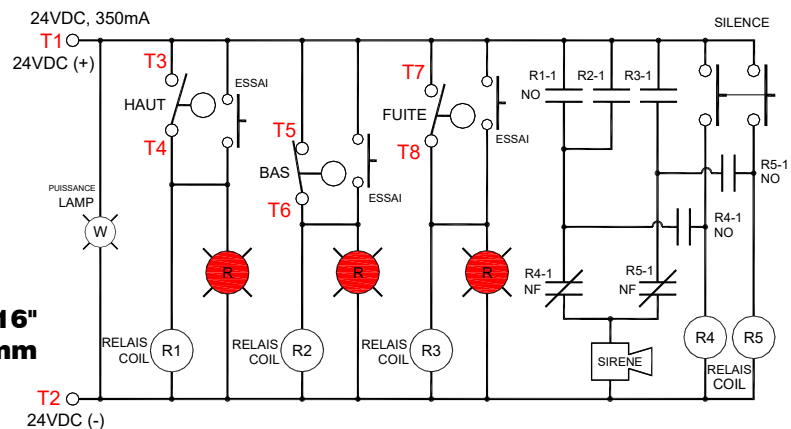 24VDC, 350mA
T1
24VDC (+)
SILENCE
T3
HAUT
T4
ESSAI
T5
BAS
T6
ESSAI
T7
FUITE
T8
ESSAI
R1-1
NO
R2-1
R3-1
R5-1
NO
R4-1
NO
PUISSANCE
LAMP
W
R
R
R
R4-1
NF
R5-1
NF
16"
mm
RELAIS
COIL
R1
RELAIS
COIL
R2
RELAIS
COIL
R3
SIRENE
R4
R5
RELAIS
COIL
T2
24VDC (-)